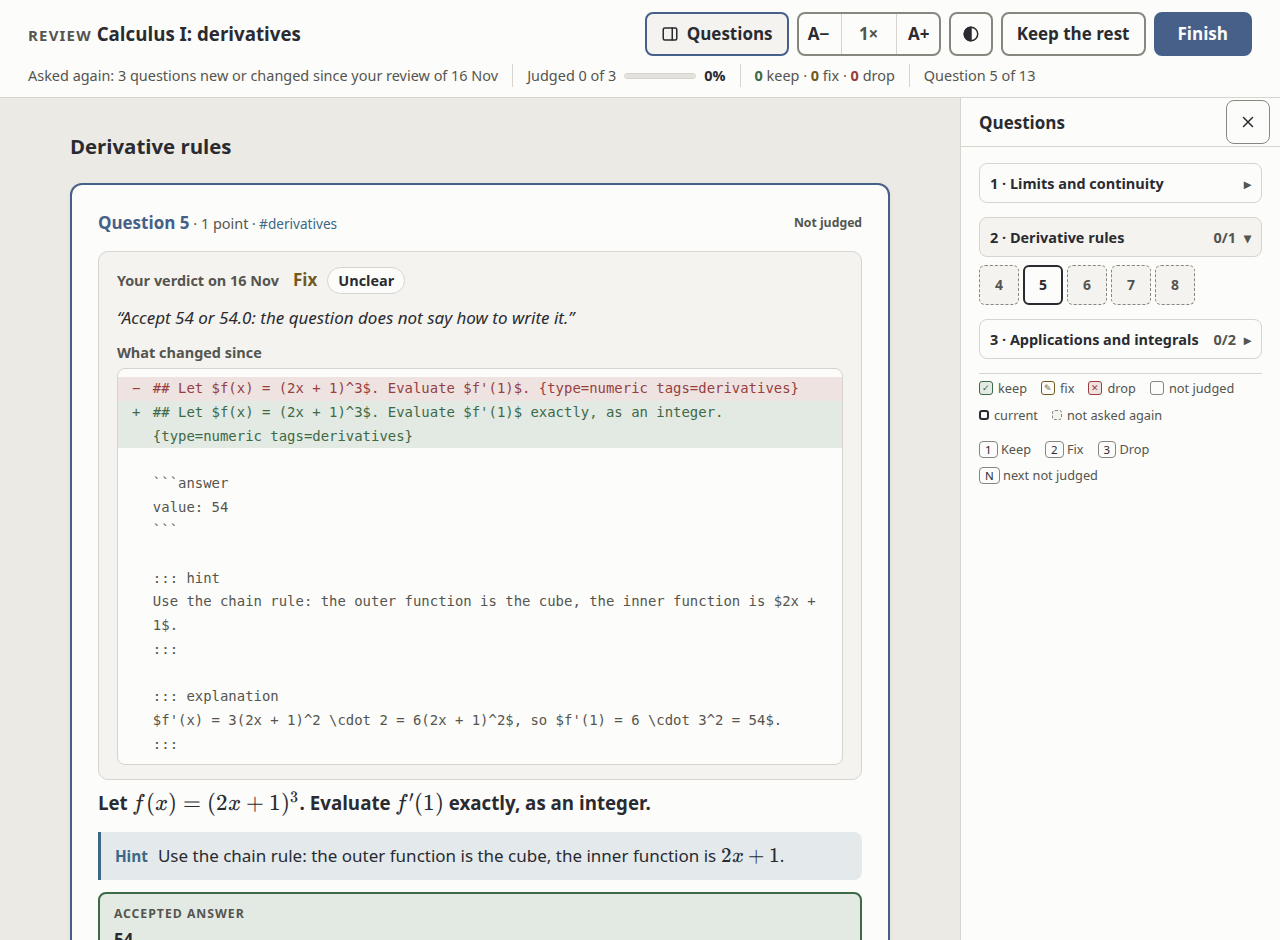 REVIEW Calculus I: derivatives
Questions
A− 1× A+
Keep the rest
Finish
Asked again: 3 questions new or changed since your review of 16 Nov
Judged 0 of 3 0%
0 keep · 0 fix · 0 drop
Question 5 of 13
Derivative rules
Question 5 · 1 point · #derivatives
Not judged
Your verdict on 16 Nov Fix Unclear
“Accept 54 or 54.0: the question does not say how to write it.”
What changed since
− ## Let $f(x) = (2x + 1)^3$. Evaluate $f'(1)$. {type=numeric tags=derivatives}
+ ## Let $f(x) = (2x + 1)^3$. Evaluate $f'(1)$ exactly, as an integer.
{type=numeric tags=derivatives}
```answer
value: 54
```
::: hint
Use the chain rule: the outer function is the cube, the inner function is $2x +
1$.
:::
::: explanation
$f'(x) = 3(2x + 1)^2 \cdot 2 = 6(2x + 1)^2$, so $f'(1) = 6 \cdot 3^2 = 54$.
:::
Let f(x) = (2x + 1)³. Evaluate f′(1) exactly, as an integer.
Hint Use the chain rule: the outer function is the cube, the inner function is 2x + 1.
ACCEPTED ANSWER
54
Questions
1 · Limits and continuity ▸
2 · Derivative rules 0/1 ▾
4 5 6 7 8
3 · Applications and integrals 0/2 ▸
✓ keep ✎ fix ✕ drop not judged
current not asked again
1 Keep 2 Fix 3 Drop
N next not judged